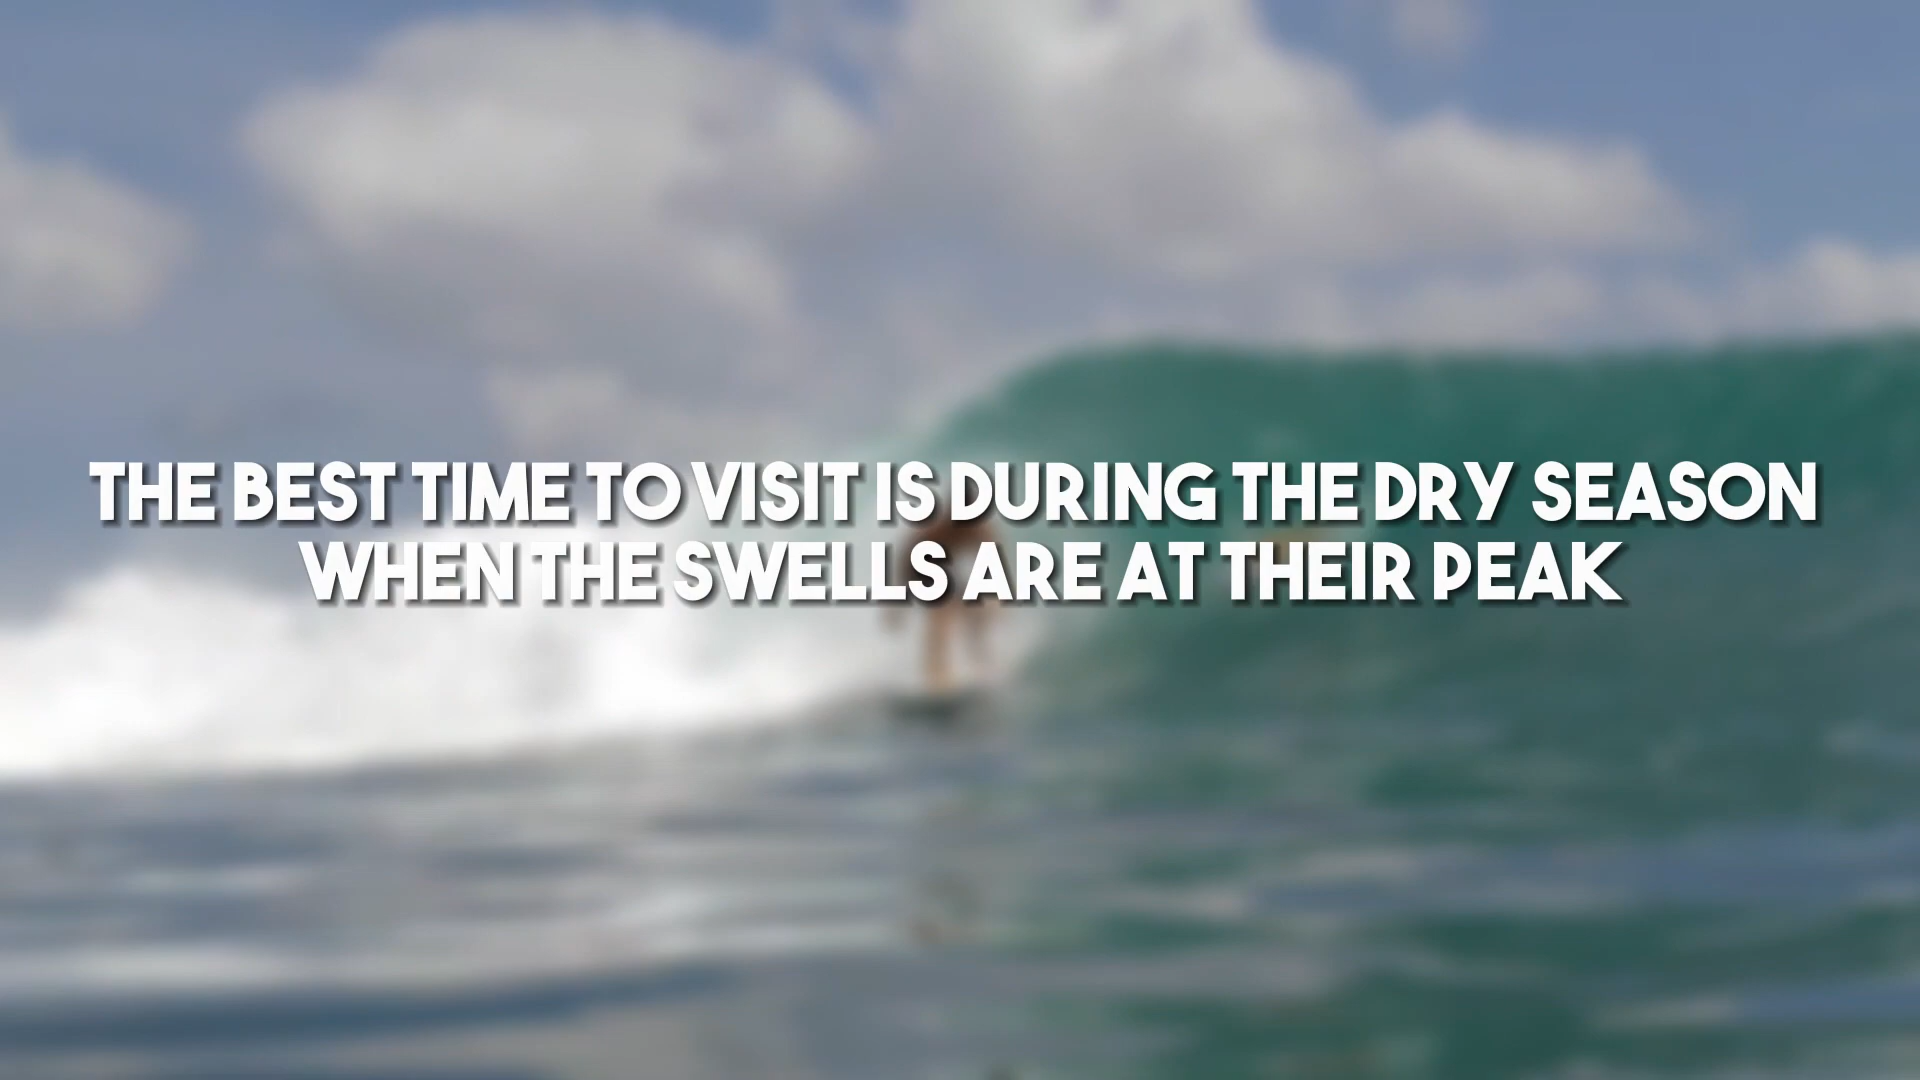 THE BEST TIME TO VISIT IS DURING THE DRY SEASON
WHEN THE SWELLS ARE AT THEIR PEAK